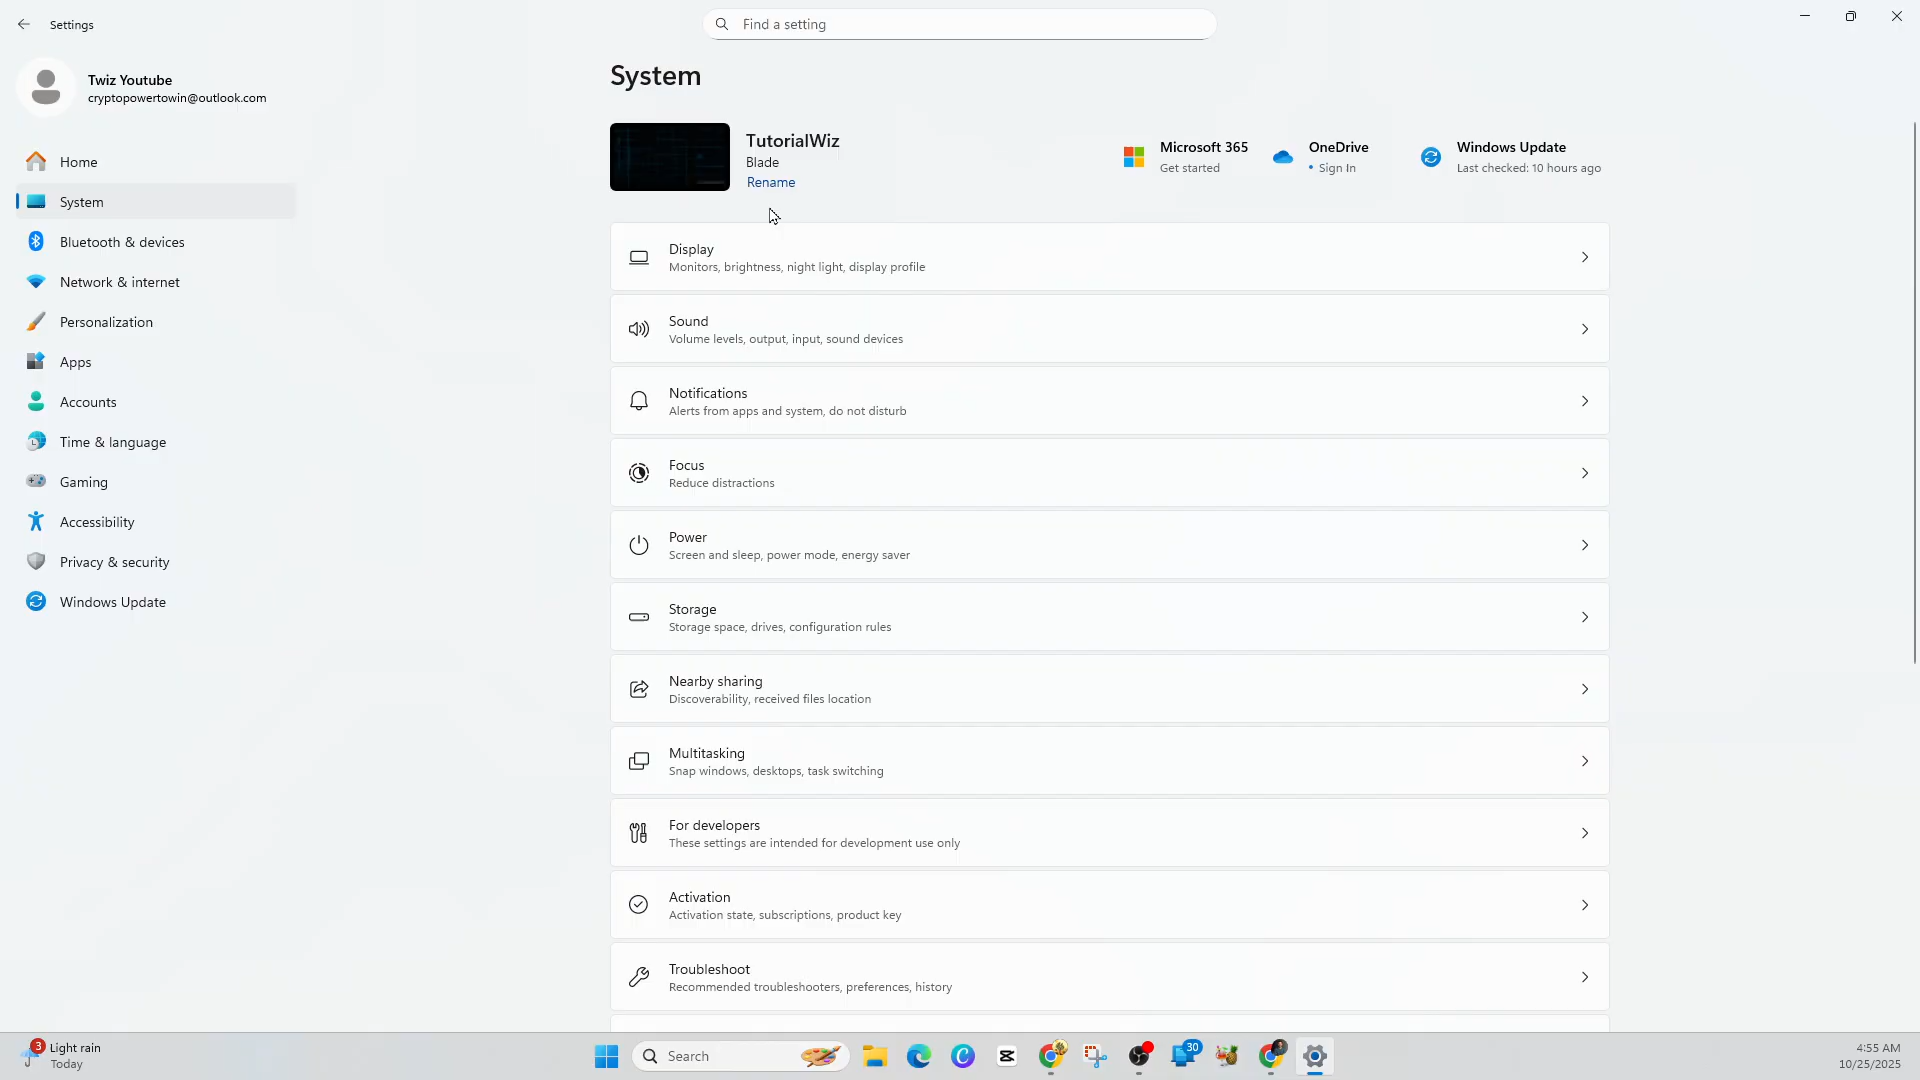 Settings
Find a setting
Twiz Youtube
cryptopowertowin@outlook.com
Home
System
Bluetooth & devices
Network & internet
Personalization
Apps
Accounts
Time & language
Gaming
Accessibility
Privacy & security
Windows Update
System
TutorialWiz
Blade
Rename
Microsoft 365
Get started
OneDrive
• Sign In
Windows Update
Last checked: 10 hours ago
Display
Monitors, brightness, night light, display profile
Sound
Volume levels, output, input, sound devices
Notifications
Alerts from apps and system, do not disturb
Focus
Reduce distractions
Power
Screen and sleep, power mode, energy saver
Storage
Storage space, drives, configuration rules
Nearby sharing
Discoverability, received files location
Multitasking
Snap windows, desktops, task switching
For developers
These settings are intended for development use only
Activation
Activation state, subscriptions, product key
Troubleshoot
Recommended troubleshooters, preferences, history
3
Light rain
Today
Search
30
4:55 AM
10/25/2025